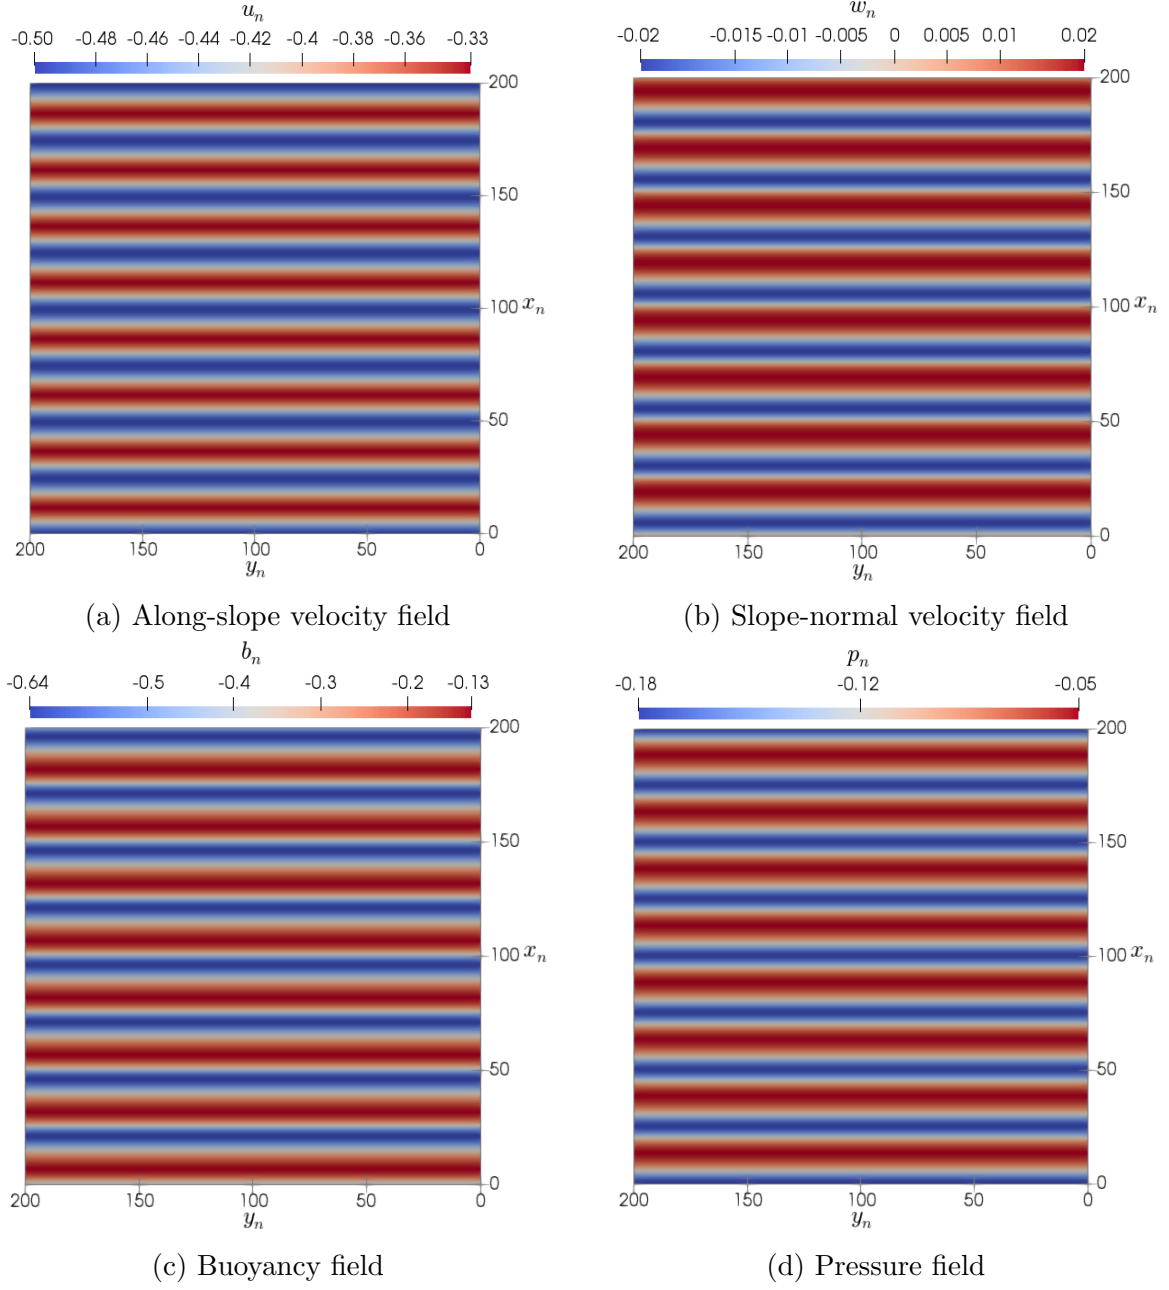 u_n
-0.50 -0.48 -0.46 -0.44 -0.42 -0.4 -0.38 -0.36 -0.33
200
150
100 x_n
50
0
200 150 100 50 0
y_n
(a) Along-slope velocity field
w_n
-0.02 -0.015 -0.01 -0.005 0 0.005 0.01 0.02
200
150
100 x_n
50
0
200 150 100 50 0
y_n
(b) Slope-normal velocity field
b_n
-0.64 -0.5 -0.4 -0.3 -0.2 -0.13
200
150
100 x_n
50
0
200 150 100 50 0
y_n
(c) Buoyancy field
p_n
-0.18 -0.12 -0.05
200
150
100 x_n
50
0
200 150 100 50 0
y_n
(d) Pressure field